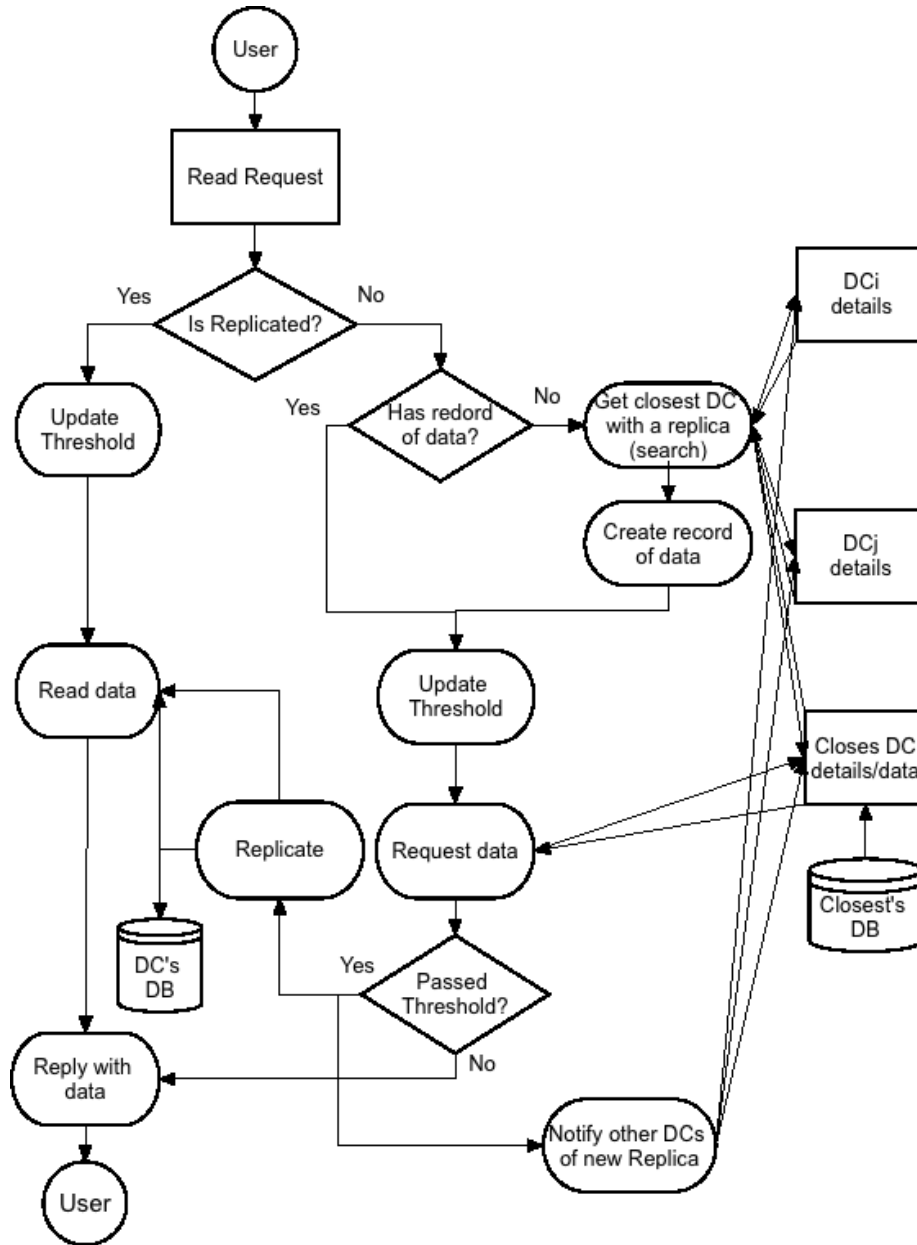 User
Read Request
Is Replicated?
Yes
No
DCi
details
Update
Threshold
Yes
Has redord
of data?
No
Get closest DC
with a replica
(search)
Create record
of data
DCj
details
Read data
Update
Threshold
Closes DC
details/data
Replicate
Request data
Closest's
DB
DC's
DB
Yes
Passed
Threshold?
No
Reply with
data
Notify other DCs
of new Replica
User